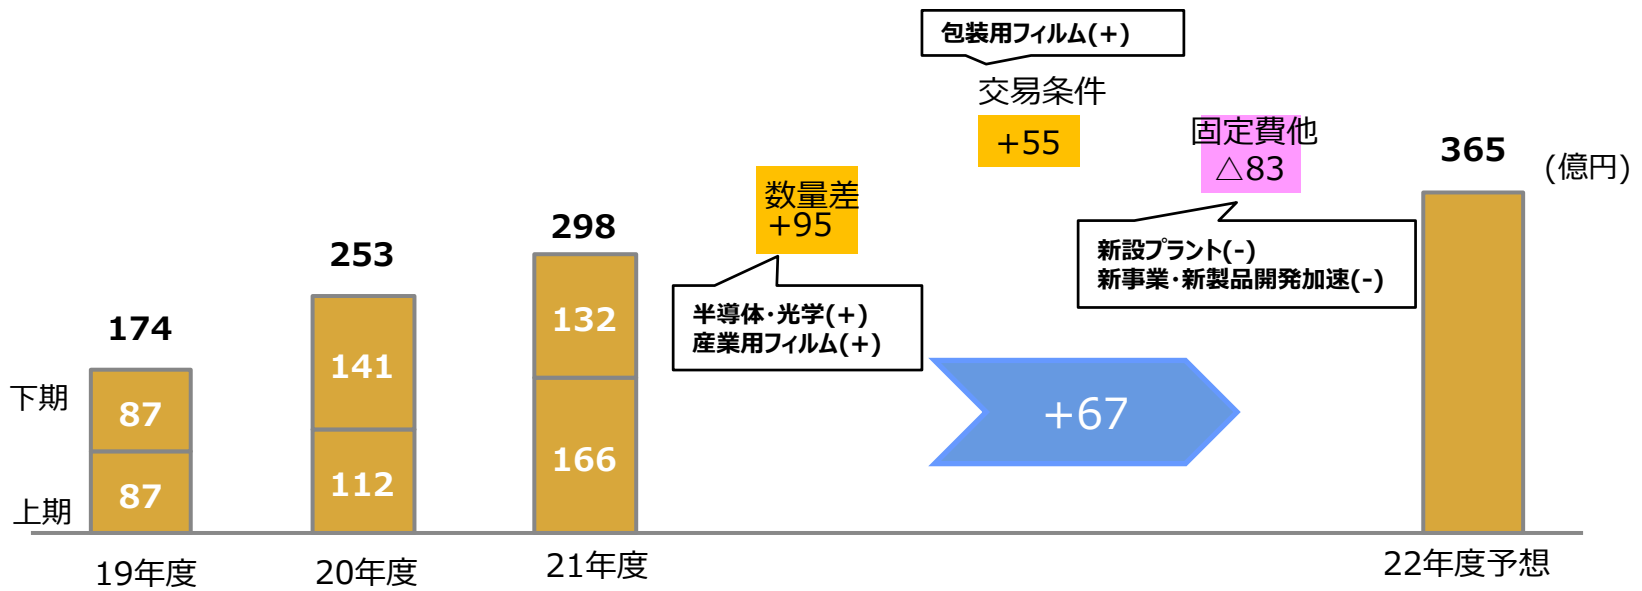 包装用フィルム(+)
交易条件
+55
固定費他
△83
365
(億円)
数量差
+95
298
253
174
新設プラント(-)
新事業・新製品開発加速(-)
半導体・光学(+)
産業用フィルム(+)
132
141
下期
87
+67
166
112
上期
87
19年度
20年度
21年度
22年度予想